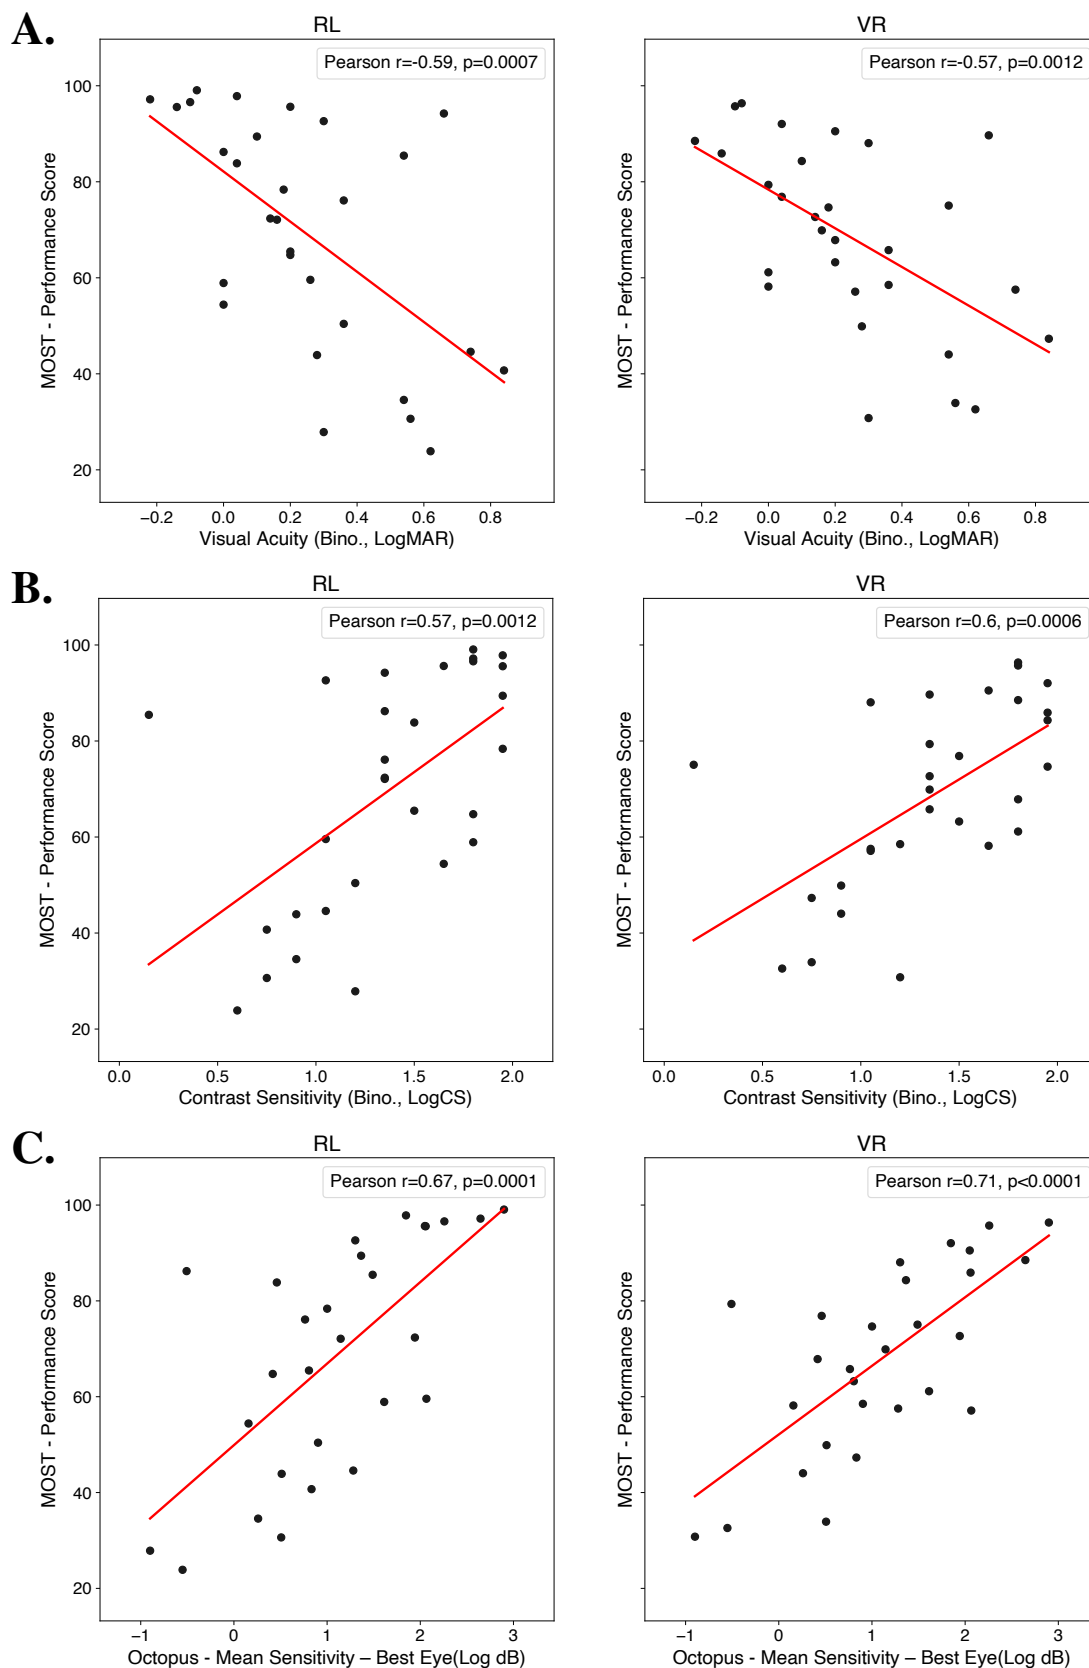 A.
RL
VR
Pearson r=-0.59, p=0.0007
Pearson r=-0.57, p=0.0012
MOST - Performance Score
MOST - Performance Score
100
80
60
40
20
−0.2 0.0 0.2 0.4 0.6 0.8
−0.2 0.0 0.2 0.4 0.6 0.8
Visual Acuity (Bino., LogMAR)
Visual Acuity (Bino., LogMAR)
B.
RL
VR
Pearson r=0.57, p=0.0012
Pearson r=0.6, p=0.0006
MOST - Performance Score
MOST - Performance Score
100
80
60
40
20
0.0 0.5 1.0 1.5 2.0
0.0 0.5 1.0 1.5 2.0
Contrast Sensitivity (Bino., LogCS)
Contrast Sensitivity (Bino., LogCS)
C.
RL
VR
Pearson r=0.67, p=0.0001
Pearson r=0.71, p<0.0001
MOST - Performance Score
MOST - Performance Score
100
80
60
40
20
−1 0 1 2 3
−1 0 1 2 3
Octopus - Mean Sensitivity – Best Eye(Log dB)
Octopus - Mean Sensitivity – Best Eye(Log dB)